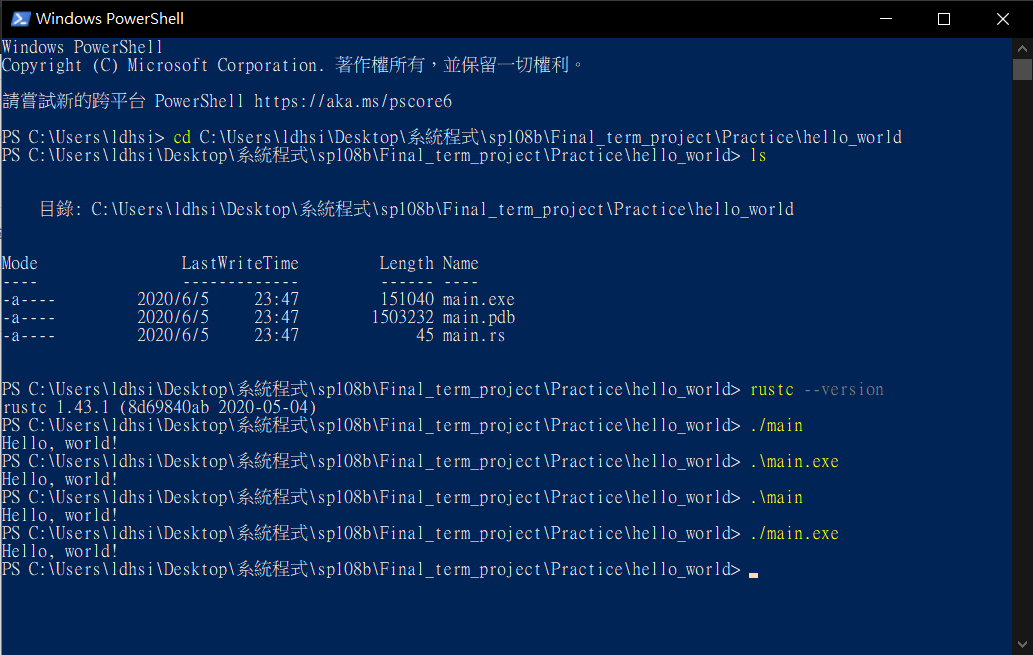 Windows PowerShell
Windows PowerShell
Copyright (C) Microsoft Corporation. 著作權所有，並保留一切權利。
請嘗試新的跨平台 PowerShell https://aka.ms/pscore6
PS C:\Users\ldhsi> cd C:\Users\ldhsi\Desktop\系統程式\sp108b\Final_term_project\Practice\hello_world
PS C:\Users\ldhsi\Desktop\系統程式\sp108b\Final_term_project\Practice\hello_world> ls
目錄: C:\Users\ldhsi\Desktop\系統程式\sp108b\Final_term_project\Practice\hello_world
Mode LastWriteTime Length Name
---- ------------- ------ ----
-a---- 2020/6/5 23:47 151040 main.exe
-a---- 2020/6/5 23:47 1503232 main.pdb
-a---- 2020/6/5 23:47 45 main.rs
PS C:\Users\ldhsi\Desktop\系統程式\sp108b\Final_term_project\Practice\hello_world> rustc --version
rustc 1.43.1 (8d69840ab 2020-05-04)
PS C:\Users\ldhsi\Desktop\系統程式\sp108b\Final_term_project\Practice\hello_world> ./main
Hello, world!
PS C:\Users\ldhsi\Desktop\系統程式\sp108b\Final_term_project\Practice\hello_world> .\main.exe
Hello, world!
PS C:\Users\ldhsi\Desktop\系統程式\sp108b\Final_term_project\Practice\hello_world> .\main
Hello, world!
PS C:\Users\ldhsi\Desktop\系統程式\sp108b\Final_term_project\Practice\hello_world> ./main.exe
Hello, world!
PS C:\Users\ldhsi\Desktop\系統程式\sp108b\Final_term_project\Practice\hello_world>